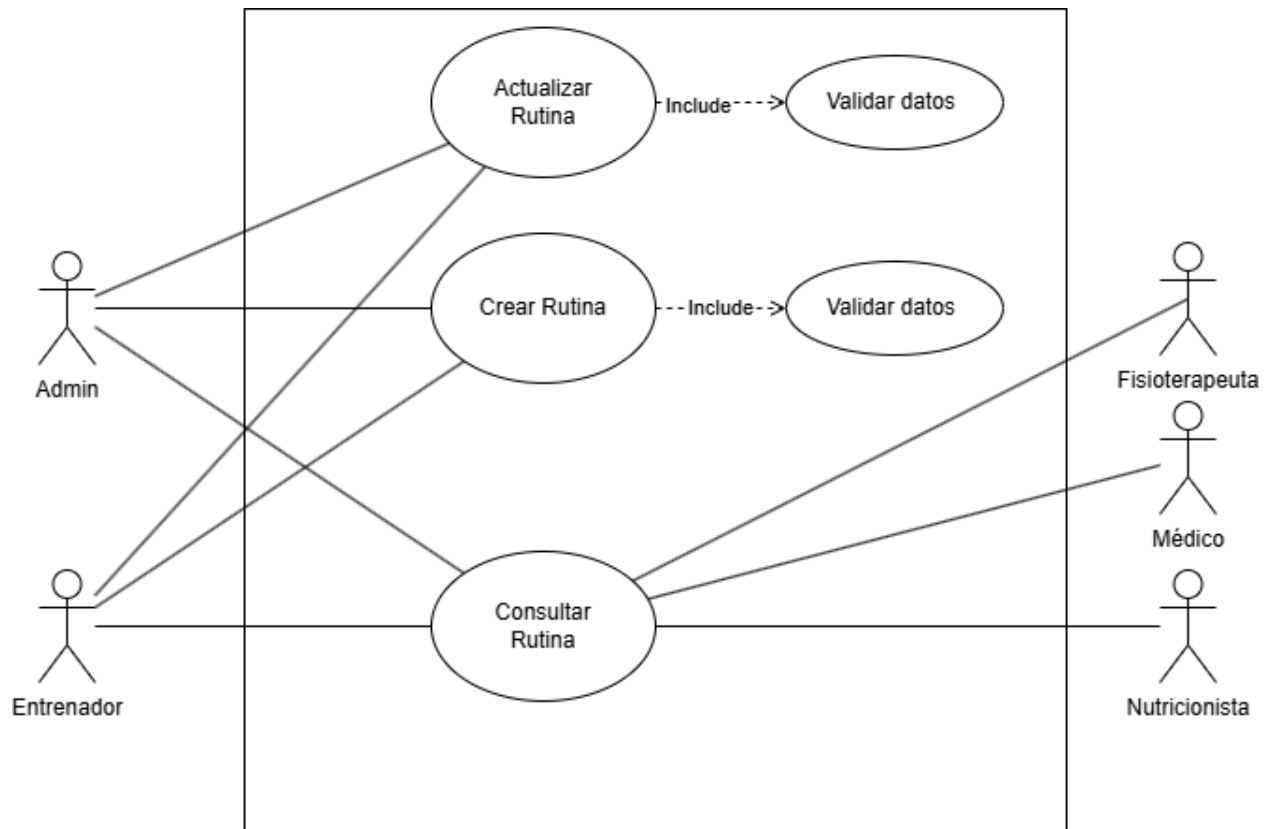 Actualizar
Rutina
Include
Validar datos
Crear Rutina
Include
Validar datos
Admin
Fisioterapeuta
Médico
Consultar
Rutina
Entrenador
Nutricionista